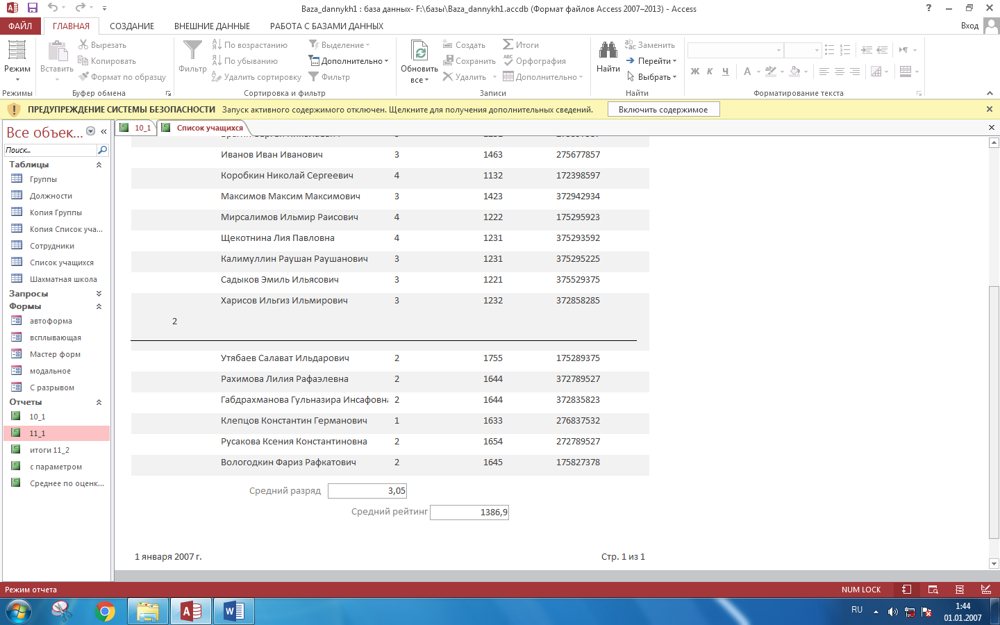 Baza_dannykh1 : база данных- F:\базы\Baza_dannykh1.accdb (Формат файлов Access 2007–2013) - Access
ФАЙЛ ГЛАВНАЯ СОЗДАНИЕ ВНЕШНИЕ ДАННЫЕ РАБОТА С БАЗАМИ ДАННЫХ Вход
Режим
Режимы
Вставить
Вырезать
Копировать
Формат по образцу
Буфер обмена
Фильтр
По возрастанию
По убыванию
Удалить сортировку
Выделение
Дополнительно
Фильтр
Сортировка и фильтр
Обновить все
Создать
Сохранить
Удалить
Итоги
Орфография
Дополнительно
Записи
Найти
Заменить
Перейти
Выбрать
Найти
Ж К Ч А
Форматирование текста
ПРЕДУПРЕЖДЕНИЕ СИСТЕМЫ БЕЗОПАСНОСТИ Запуск активного содержимого отключен. Щелкните для получения дополнительных сведений. Включить содержимое
Все объек...
Поиск...
Таблицы
Группы
Должности
Копия Группы
Копия Список уча...
Сотрудники
Список учащихся
Шахматная школа
Запросы
Формы
автоформа
всплывающая
Мастер форм
модальное
С разрывом
Отчеты
10_1
11_1
итоги 11_2
с параметром
Среднее по оценк...
10_1 Список учащихся
Иванов Иван Иванович 3 1463 275677857
Коробкин Николай Сергеевич 4 1132 172398597
Максимов Максим Максимович 3 1423 372942934
Мирсалимов Ильмир Раисович 4 1222 175295923
Щекотнина Лия Павловна 4 1231 375293592
Калимуллин Раушан Раушанович 3 1231 375295225
Садыков Эмиль Ильясович 3 1221 375529375
Харисов Ильгиз Ильмирович 3 1232 372858285
2
Утябаев Салават Ильдарович 2 1755 175289375
Рахимова Лилия Рафаэлевна 2 1644 372789527
Габдрахманова Гульназира Инсафовна 2 1644 372835823
Клепцов Константин Германович 1 1633 276837532
Русакова Ксения Константиновна 2 1654 272789527
Вологодкин Фариз Рафкатович 2 1645 175827378
Средний разряд 3,05
Средний рейтинг 1386,9
1 января 2007 г. Стр. 1 из 1
Режим отчета NUM LOCK
RU 1:44
01.01.2007